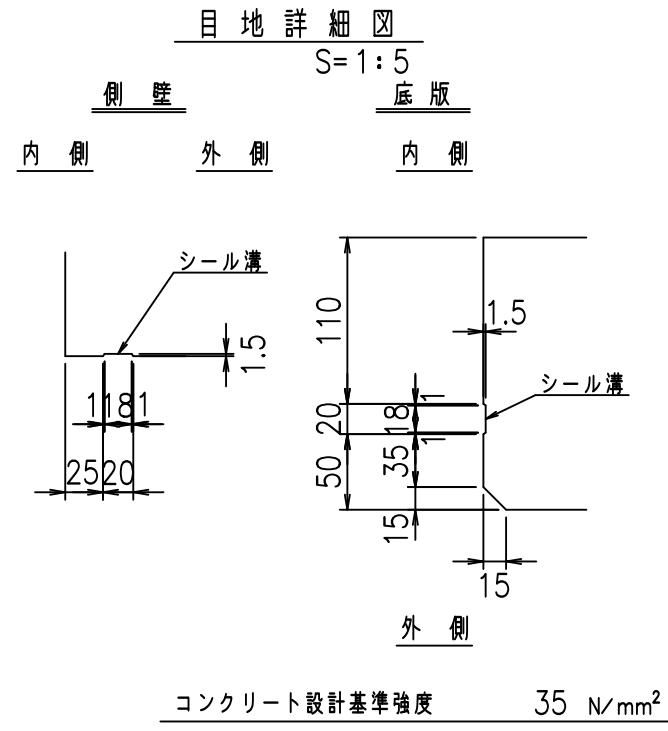 目地詳細図
S=1:5
側壁 底版
内側 外側 内側
シール溝
110
1.5
1.5
シール溝
1 18 1
20
1
18
1
25 20
50
35
15
15
外側
コンクリート設計基準強度 35 N/mm²